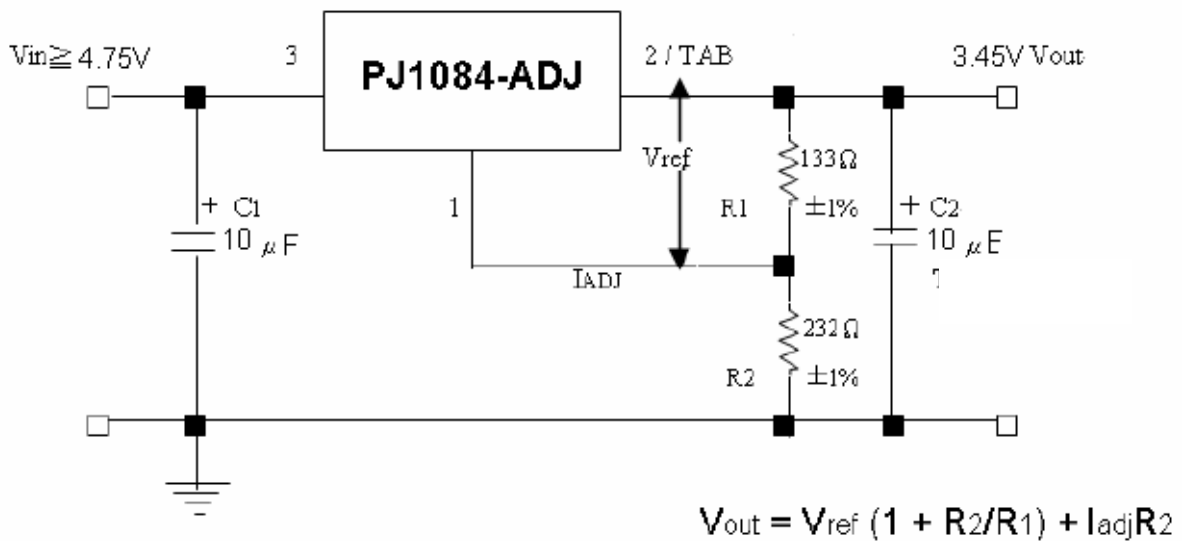 Vin≧ 4.75V
3
PJ1084-ADJ
2 / TAB
3.45V Vout
Vref
133Ω
R1
±1%
1
+ C1
10 μF
+ C2
10 μE
IADJ
232Ω
R2
±1%
Vout = Vref (1 + R2/R1) + IadjR2